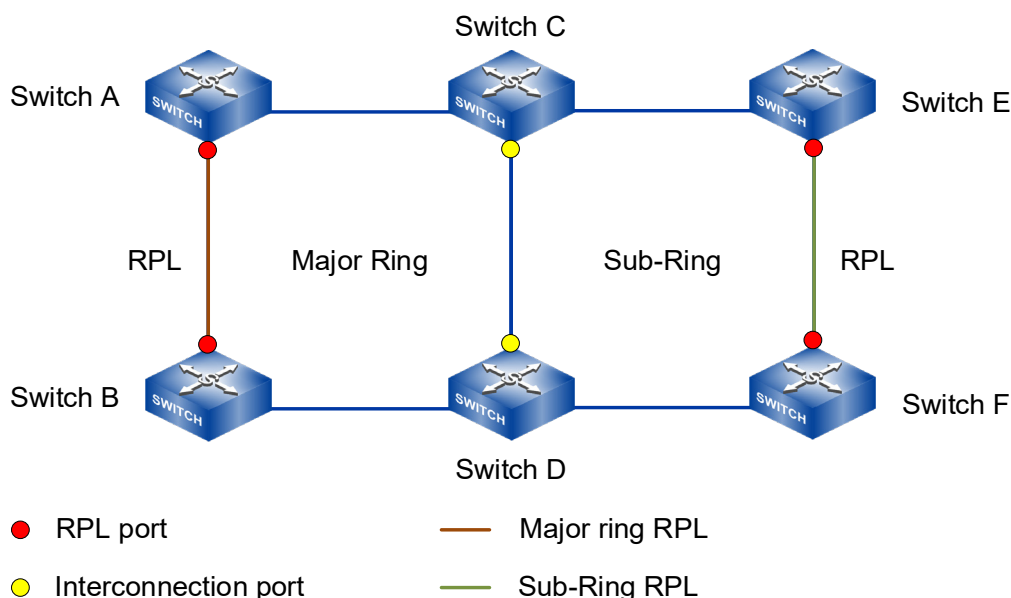 Switch C
Switch A
SWITCH
SWITCH
SWITCH
Switch E
RPL
Major Ring
Sub-Ring
RPL
Switch B
SWITCH
SWITCH
SWITCH
Switch F
Switch D
RPL port
Major ring RPL
Interconnection port
Sub-Ring RPL